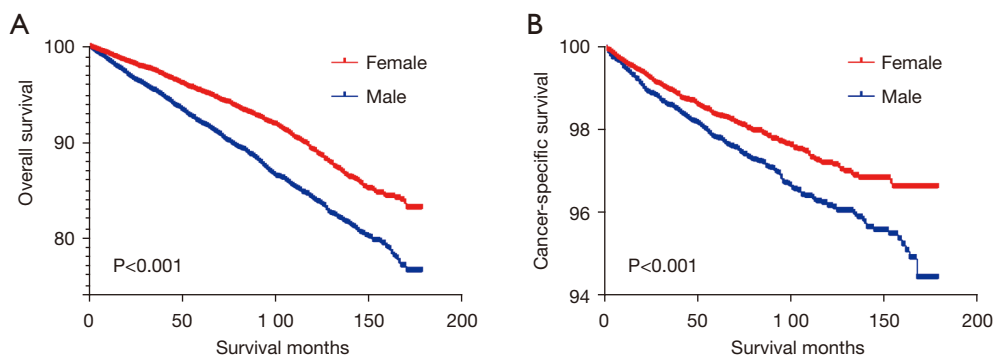 A
100
90
80
Overall survival
Female
Male
P<0.001
0
50
1 00
150
200
Survival months
B
100
98
96
94
Cancer-specific survival
Female
Male
P<0.001
0
50
1 00
150
200
Survival months